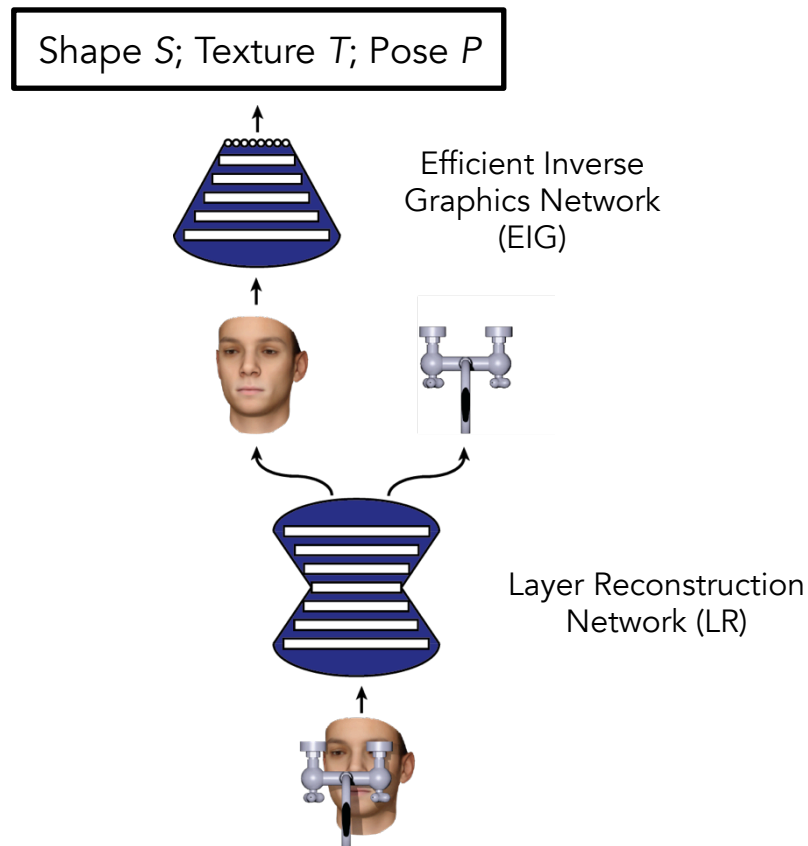 Shape S; Texture T; Pose P
Efficient Inverse
Graphics Network
(EIG)
Layer Reconstruction
Network (LR)